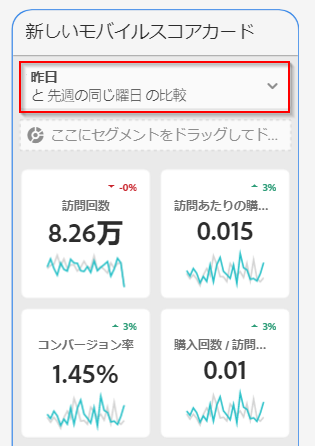 新しいモバイルスコアカード
昨日
と 先週の同じ曜日 の比較
ここにセグメントをドラッグしてド...
-0%
訪問回数
8.26万
3%
訪問あたりの購...
0.015
3%
コンバージョン率
1.45%
3%
購入回数 / 訪問...
0.01